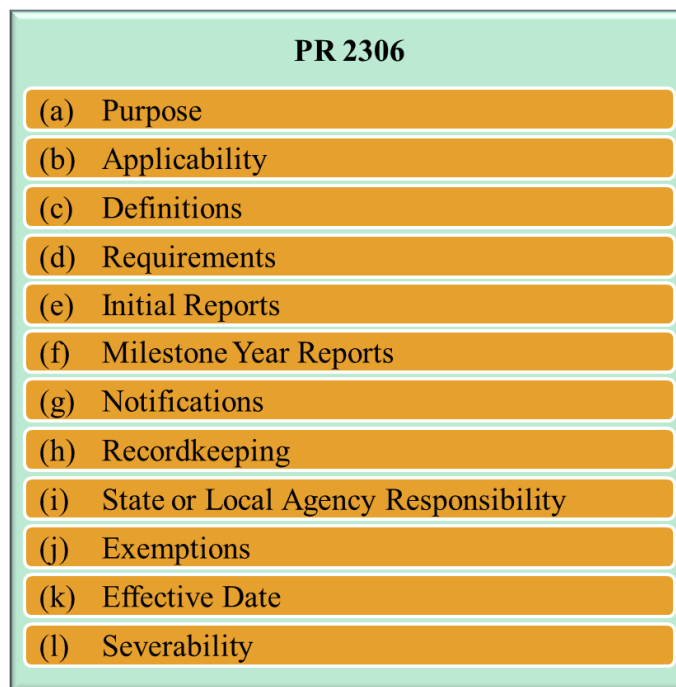 PR 2306
(a) Purpose
(b) Applicability
(c) Definitions
(d) Requirements
(e) Initial Reports
(f) Milestone Year Reports
(g) Notifications
(h) Recordkeeping
(i) State or Local Agency Responsibility
(j) Exemptions
(k) Effective Date
(l) Severability